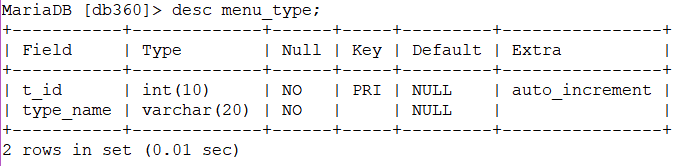 MariaDB [db360]> desc menu_type;
+-----------+-------------+------+-----+---------+----------------+
| Field     | Type        | Null | Key | Default | Extra          |
+-----------+-------------+------+-----+---------+----------------+
| t_id      | int(10)     | NO   | PRI | NULL    | auto_increment |
| type_name | varchar(20) | NO   |     | NULL    |                |
+-----------+-------------+------+-----+---------+----------------+
2 rows in set (0.01 sec)